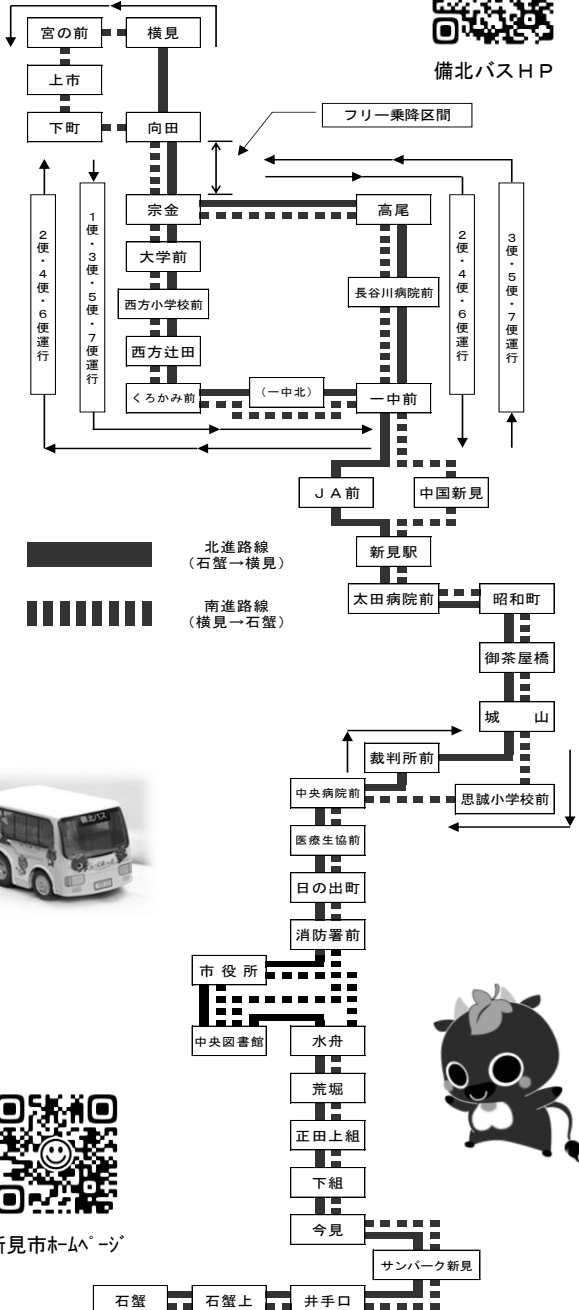 宮の前
横見
備北バスＨＰ
上市
下町
向田
フリー乗降区間
宗金
高尾
2便・4便・6便運行
1便・3便・5便・7便運行
2便・4便・6便運行
3便・5便・7便運行
大学前
西方小学校前
長谷川病院前
西方辻田
くろかみ前
（一中北）
一中前
ＪＡ前
中国新見
北進路線
（石蟹→横見）
新見駅
南進路線
（横見→石蟹）
太田病院前
昭和町
御茶屋橋
城　山
裁判所前
中央病院前
思誠小学校前
備北バス
医療生協前
日の出町
消防署前
市役所
中央図書館
水舟
荒堀
正田上組
下組
今見
新見市ホームページ
サンパーク新見
石蟹
石蟹上
井手口